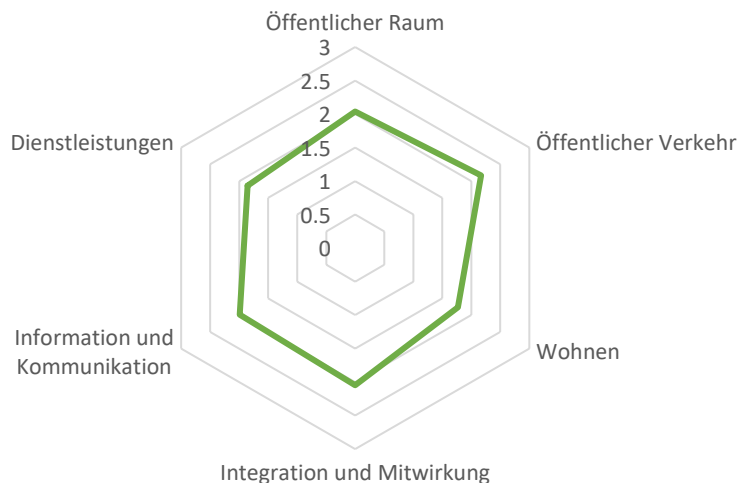 Öffentlicher Raum
3
2.5
Dienstleistungen
2
Öffentlicher Verkehr
1.5
1
0.5
0
Information und
Kommunikation
Wohnen
Integration und Mitwirkung